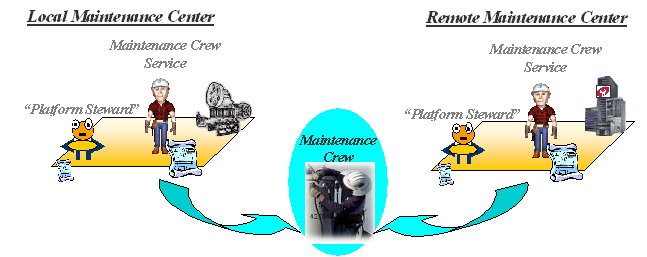 Local Maintenance Center
Remote Maintenance Center
Maintenance Crew
Service
Maintenance Crew
Service
“Platform Steward”
“Platform Steward”
Maintenance
Crew